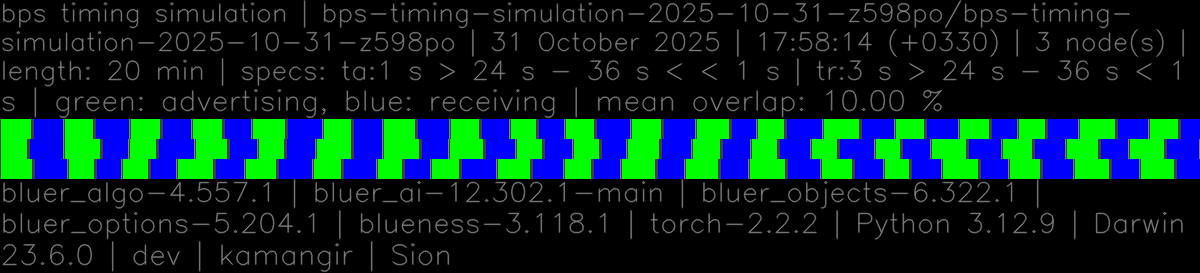 bps timing simulation | bps-timing-simulation-2025-10-31-z598po/bps-timing-
simulation-2025-10-31-z598po | 31 October 2025 | 17:58:14 (+0330) | 3 node(s) |
length: 20 min | specs: ta:1 s > 24 s - 36 s < < 1 s | tr:3 s > 24 s - 36 s < 1
s | green: advertising, blue: receiving | mean overlap: 10.00 %
bluer_algo-4.557.1 | bluer_ai-12.302.1-main | bluer_objects-6.322.1 |
bluer_options-5.204.1 | blueness-3.118.1 | torch-2.2.2 | Python 3.12.9 | Darwin
23.6.0 | dev | kamangir | Sion